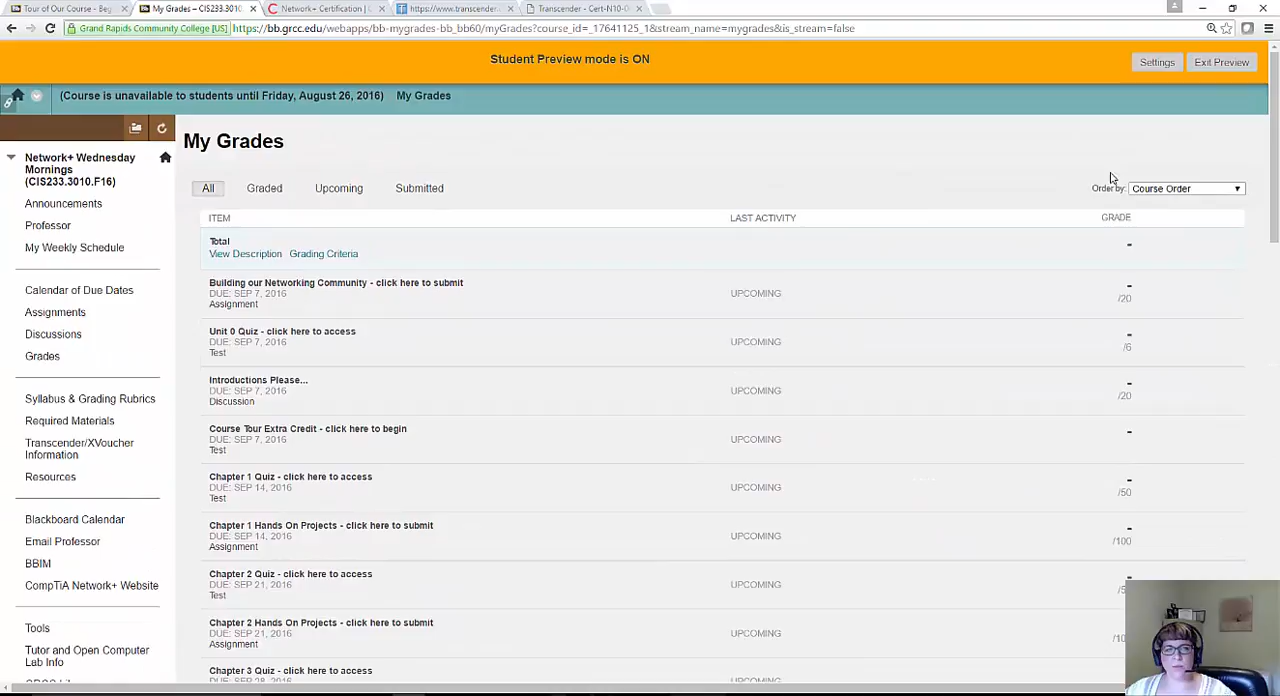 Tour of Our Course - Beg
My Grades – CIS233.3010.
Network+ Certification |
https://www.transcender.
Transcender - Cert-N10-0
Grand Rapids Community College [US]
https://bb.grcc.edu/webapps/bb-mygrades-bb_bb60/myGrades?course_id=_17641125_1&stream_name=mygrades&is_stream=false
Student Preview mode is ON
Settings
Exit Preview
(Course is unavailable to students until Friday, August 26, 2016)
My Grades
Network+ Wednesday
Mornings
(CIS233.3010.F16)
Announcements
Professor
My Weekly Schedule
Calendar of Due Dates
Assignments
Discussions
Grades
Syllabus & Grading Rubrics
Required Materials
Transcender/XVoucher
Information
Resources
Blackboard Calendar
Email Professor
BBIM
CompTiA Network+ Website
Tools
Tutor and Open Computer
Lab Info
My Grades
All
Graded
Upcoming
Submitted
Order by:
Course Order
ITEM
LAST ACTIVITY
GRADE
Total
-
View Description
Grading Criteria
Building our Networking Community - click here to submit
-
DUE: SEP 7, 2016
UPCOMING
/20
Assignment
Unit 0 Quiz - click here to access
-
DUE: SEP 7, 2016
UPCOMING
/6
Test
Introductions Please...
-
DUE: SEP 7, 2016
UPCOMING
/20
Discussion
Course Tour Extra Credit - click here to begin
-
DUE: SEP 7, 2016
UPCOMING
Test
Chapter 1 Quiz - click here to access
-
DUE: SEP 14, 2016
UPCOMING
/50
Test
Chapter 1 Hands On Projects - click here to submit
-
DUE: SEP 14, 2016
UPCOMING
/100
Assignment
Chapter 2 Quiz - click here to access
-
DUE: SEP 21, 2016
UPCOMING
Test
Chapter 2 Hands On Projects - click here to submit
DUE: SEP 21, 2016
UPCOMING
Assignment
Chapter 3 Quiz - click here to access